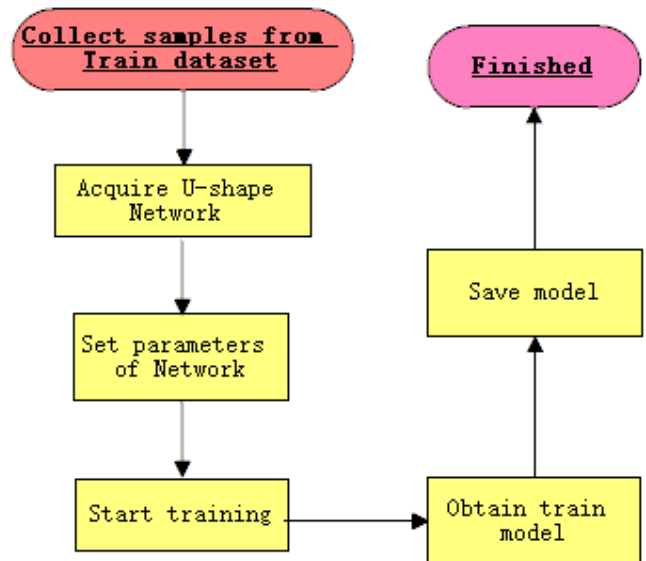 Collect samples from
Train dataset
Acquire U-shape
Network
Set parameters
of Network
Start training
Obtain train
model
Save model
Finished